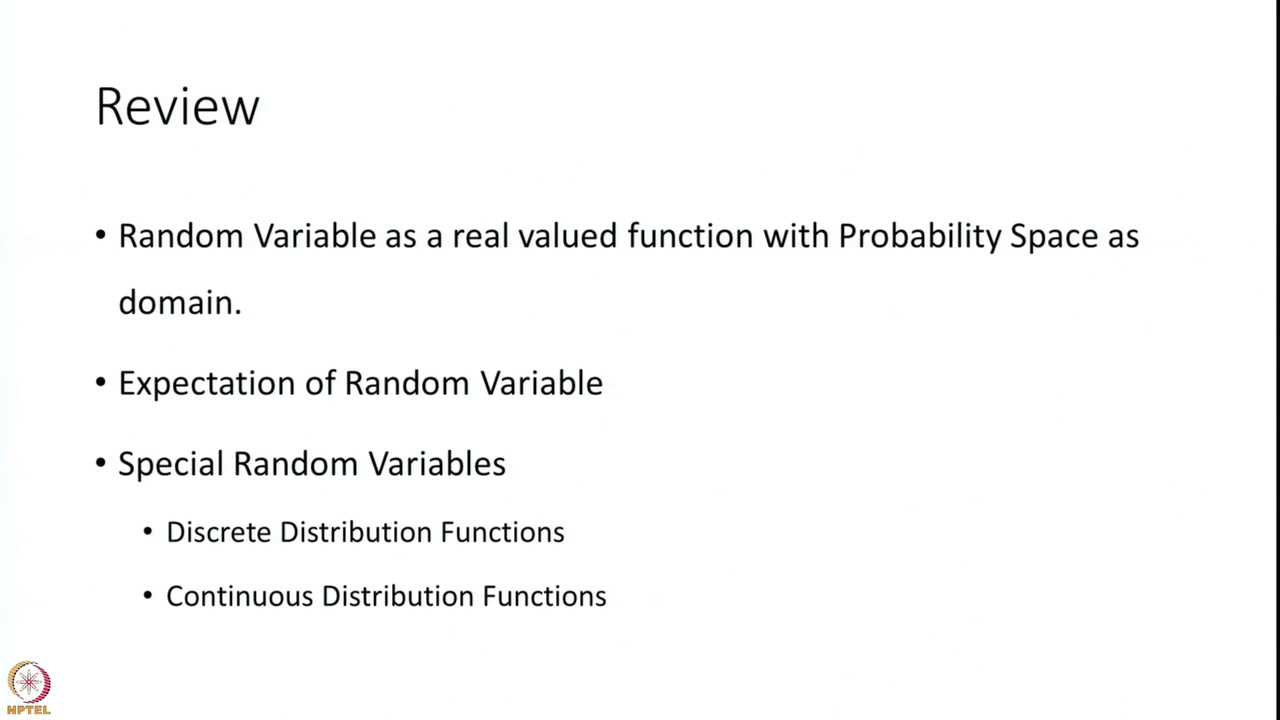 Review
• Random Variable as a real valued function with Probability Space as
domain.
• Expectation of Random Variable
• Special Random Variables
• Discrete Distribution Functions
• Continuous Distribution Functions
NPTEL